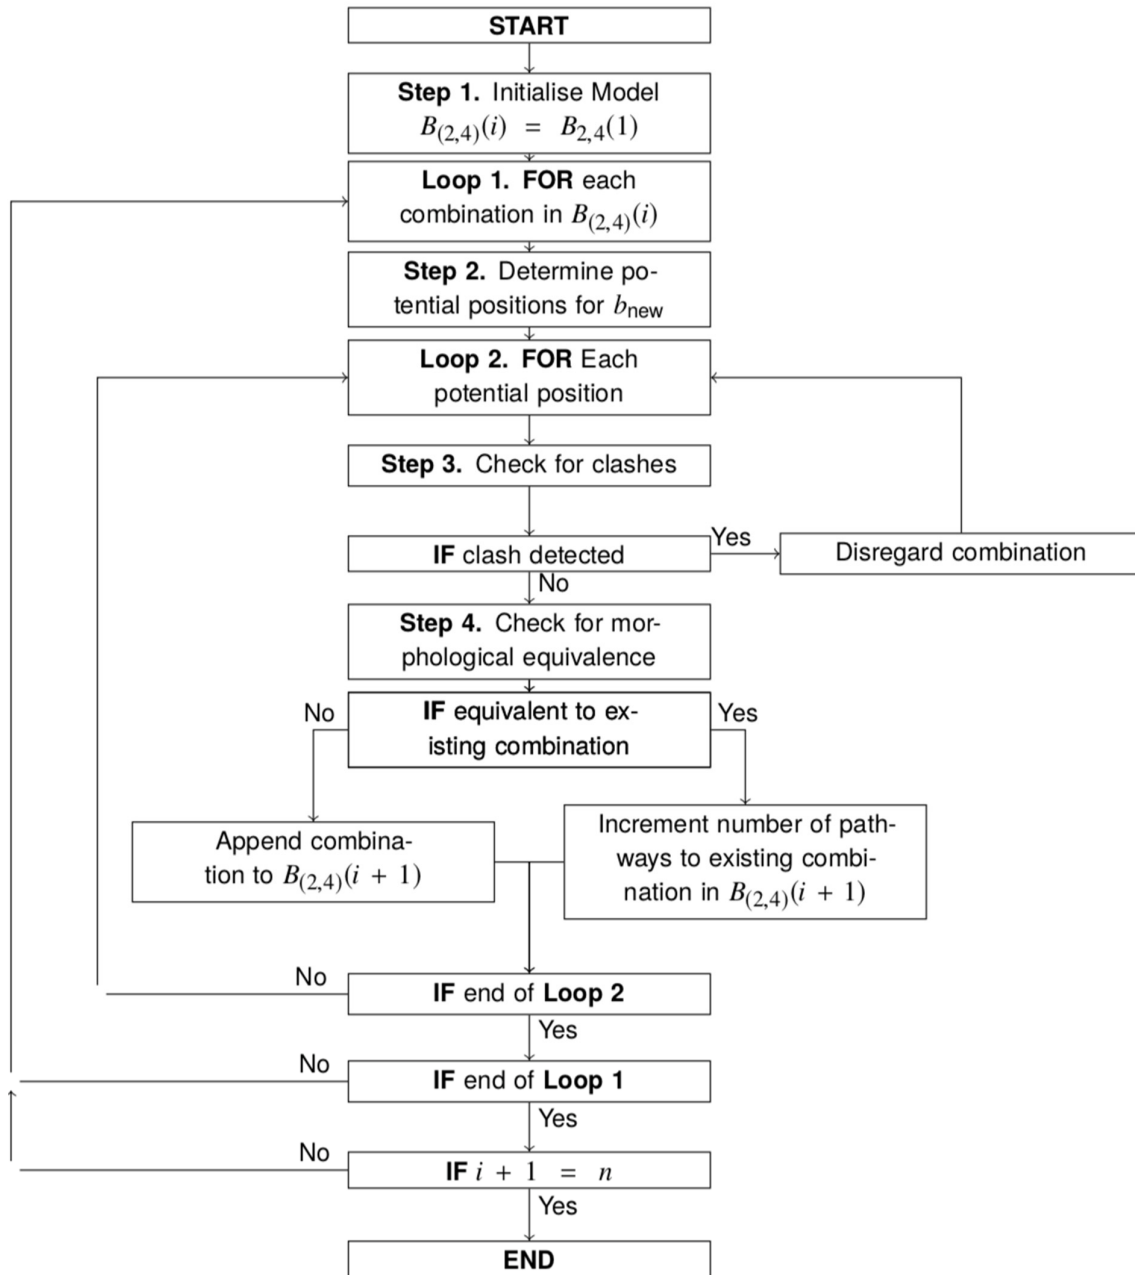 START
Step 1. Initialise Model
B(2,4)(i) = B2,4(1)
Loop 1. FOR each
combination in B(2,4)(i)
Step 2. Determine po-
tential positions for bnew
Loop 2. FOR Each
potential position
Step 3. Check for clashes
IF clash detected
Yes
Disregard combination
No
Step 4. Check for mor-
phological equivalence
No
IF equivalent to ex-
isting combination
Yes
Append combina-
tion to B(2,4)(i + 1)
Increment number of path-
ways to existing combi-
nation in B(2,4)(i + 1)
No
IF end of Loop 2
Yes
No
IF end of Loop 1
Yes
No
IF i + 1 = n
Yes
END